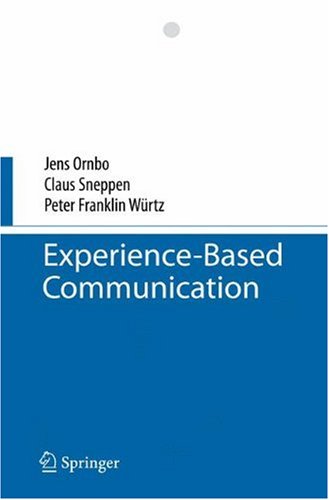 Jens Ornbo
Claus Sneppen
Peter Franklin Würtz
Experience-Based
Communication
Springer